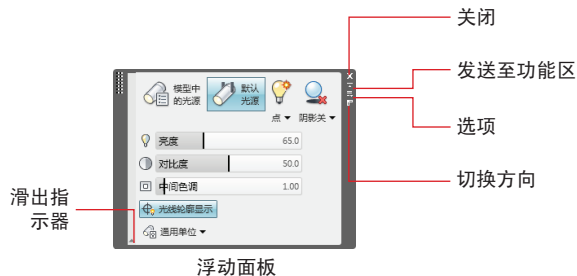 关闭
发送至功能区
选项
切换方向
模型中
的光源
默认
光源
点
阴影关
亮度 65.0
对比度 50.0
中间色调 1.00
光线轮廓显示
通用单位
滑出指
示器
浮动面板